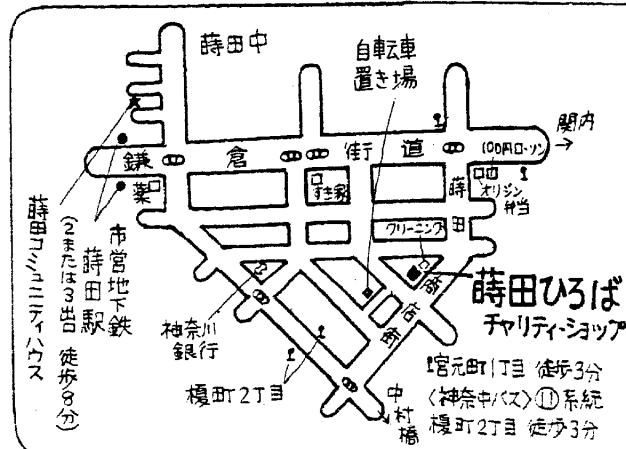 蒔田中
自転車
置き場
関内
鎌倉街道
100円ローソン
オリジン
弁当
薬
すき家
蒔田
クリーニング
商店街
蒔田ひろば
チャリティ・ショップ
市営地下鉄
蒔田駅
(2または3出口 徒歩8分)
蒔田コミュニティハウス
神奈川
銀行
榎町2丁目
中村橋
宮元町1丁目 徒歩3分
〈神奈中バス〉⑪系統
榎町2丁目 徒歩3分